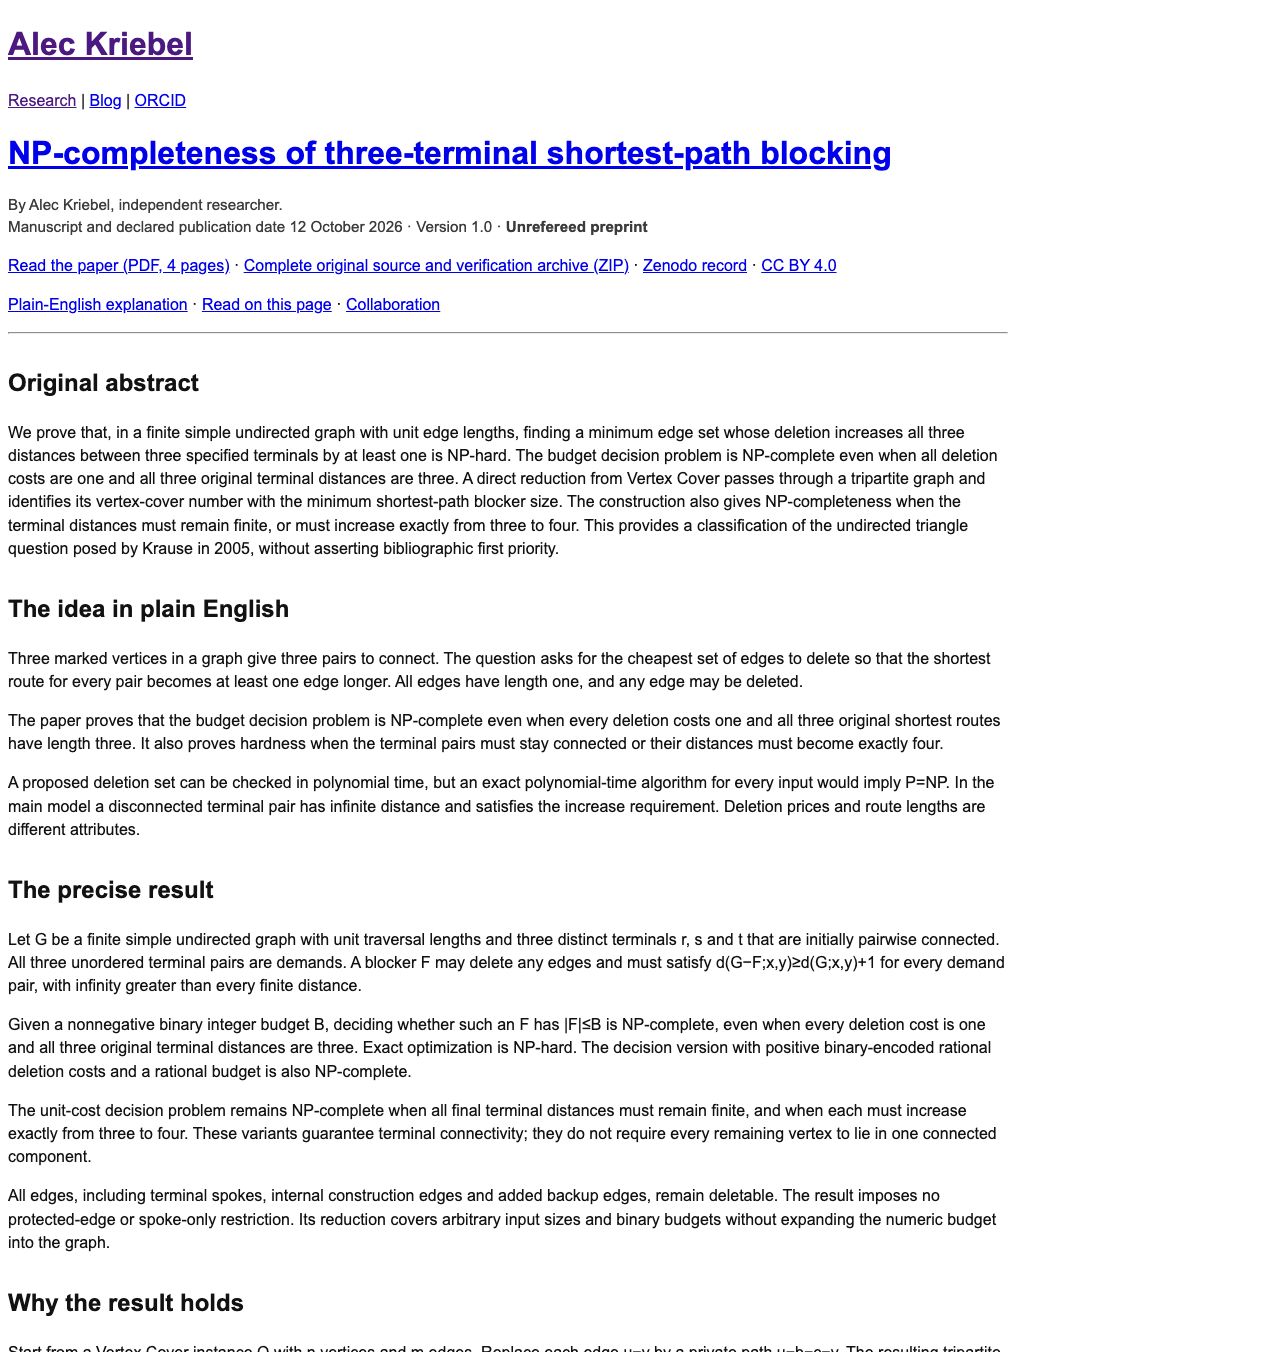 Alec Kriebel
Research | Blog | ORCID
NP-completeness of three-terminal shortest-path blocking
By Alec Kriebel, independent researcher.
Manuscript and declared publication date 12 October 2026 · Version 1.0 · Unrefereed preprint
Read the paper (PDF, 4 pages) · Complete original source and verification archive (ZIP) · Zenodo record · CC BY 4.0
Plain-English explanation · Read on this page · Collaboration
Original abstract
We prove that, in a finite simple undirected graph with unit edge lengths, finding a minimum edge set whose deletion increases all three
distances between three specified terminals by at least one is NP-hard. The budget decision problem is NP-complete even when all deletion
costs are one and all three original terminal distances are three. A direct reduction from Vertex Cover passes through a tripartite graph and
identifies its vertex-cover number with the minimum shortest-path blocker size. The construction also gives NP-completeness when the
terminal distances must remain finite, or must increase exactly from three to four. This provides a classification of the undirected triangle
question posed by Krause in 2005, without asserting bibliographic first priority.
The idea in plain English
Three marked vertices in a graph give three pairs to connect. The question asks for the cheapest set of edges to delete so that the shortest
route for every pair becomes at least one edge longer. All edges have length one, and any edge may be deleted.
The paper proves that the budget decision problem is NP-complete even when every deletion costs one and all three original shortest routes
have length three. It also proves hardness when the terminal pairs must stay connected or their distances must become exactly four.
A proposed deletion set can be checked in polynomial time, but an exact polynomial-time algorithm for every input would imply P=NP. In the
main model a disconnected terminal pair has infinite distance and satisfies the increase requirement. Deletion prices and route lengths are
different attributes.
The precise result
Let G be a finite simple undirected graph with unit traversal lengths and three distinct terminals r, s and t that are initially pairwise connected.
All three unordered terminal pairs are demands. A blocker F may delete any edges and must satisfy d(G−F;x,y)≥d(G;x,y)+1 for every demand
pair, with infinity greater than every finite distance.
Given a nonnegative binary integer budget B, deciding whether such an F has |F|≤B is NP-complete, even when every deletion cost is one
and all three original terminal distances are three. Exact optimization is NP-hard. The decision version with positive binary-encoded rational
deletion costs and a rational budget is also NP-complete.
The unit-cost decision problem remains NP-complete when all final terminal distances must remain finite, and when each must increase
exactly from three to four. These variants guarantee terminal connectivity; they do not require every remaining vertex to lie in one connected
component.
All edges, including terminal spokes, internal construction edges and added backup edges, remain deletable. The result imposes no
protected-edge or spoke-only restriction. Its reduction covers arbitrary input sizes and binary budgets without expanding the numeric budget
into the graph.
Why the result holds